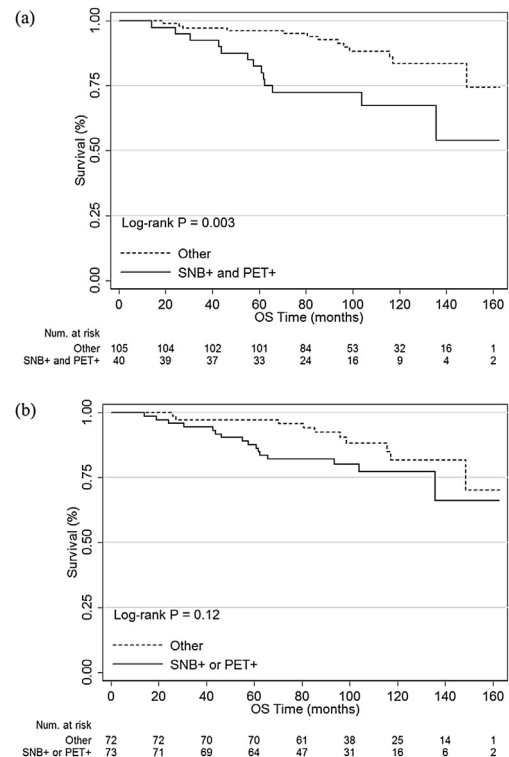 (a)
1.00
0.75
0.50
0.25
0.00
Survival (%)
Log-rank P = 0.003
Other
SNB+ and PET+
0 20 40 60 80 100 120 140 160
OS Time (months)
Num. at risk
Other 105 104 102 101 84 53 32 16 1
SNB+ and PET+ 40 39 37 33 24 16 9 4 2
(b)
1.00
0.75
0.50
0.25
0.00
Survival (%)
Log-rank P = 0.12
Other
SNB+ or PET+
0 20 40 60 80 100 120 140 160
OS Time (months)
Num. at risk
Other 72 72 70 70 61 38 25 14 1
SNB+ or PET+ 73 71 69 64 47 31 16 6 2